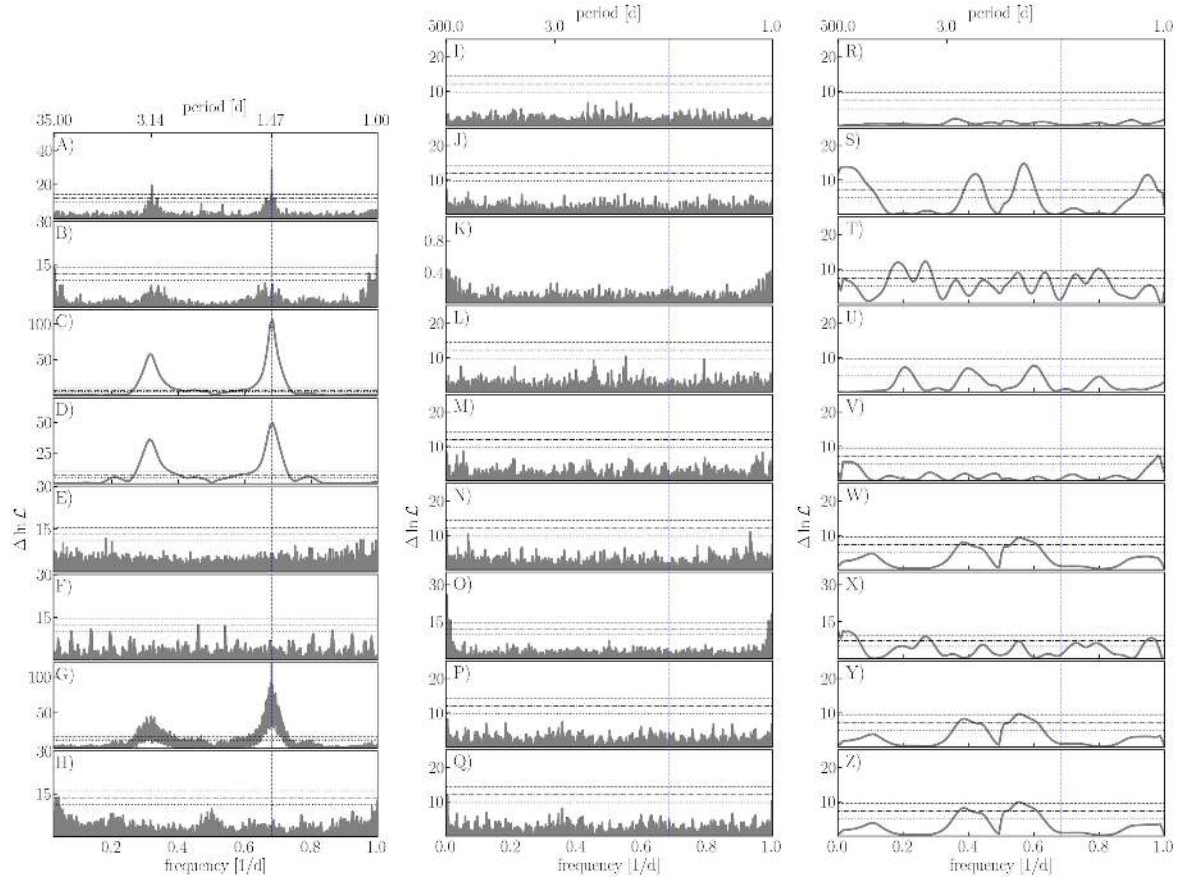 period [d]
35.00 3.14 1.47 1.00
A)
40
20
30
B)
15
C)
100
50
D)
50
25
30
E)
15
30
F)
15
G)
100
50
30
H)
15
Δ ln ℒ
0.2 0.4 0.6 0.8 1.0
frequency [1/d]
period [d]
500.0 3.0 1.0
I)
20
10
J)
20
10
K)
0.8
0.4
L)
20
10
M)
20
10
N)
20
10
O)
30
20
10
P)
20
10
Q)
20
10
Δ ln ℒ
0.0 0.2 0.4 0.6 0.8 1.0
frequency [1/d]
period [d]
500.0 3.0 1.0
R)
20
10
S)
20
10
T)
20
10
U)
20
10
V)
20
10
W)
20
10
X)
30
20
10
Y)
20
10
Z)
20
10
Δ ln ℒ
0.0 0.2 0.4 0.6 0.8 1.0
frequency [1/d]